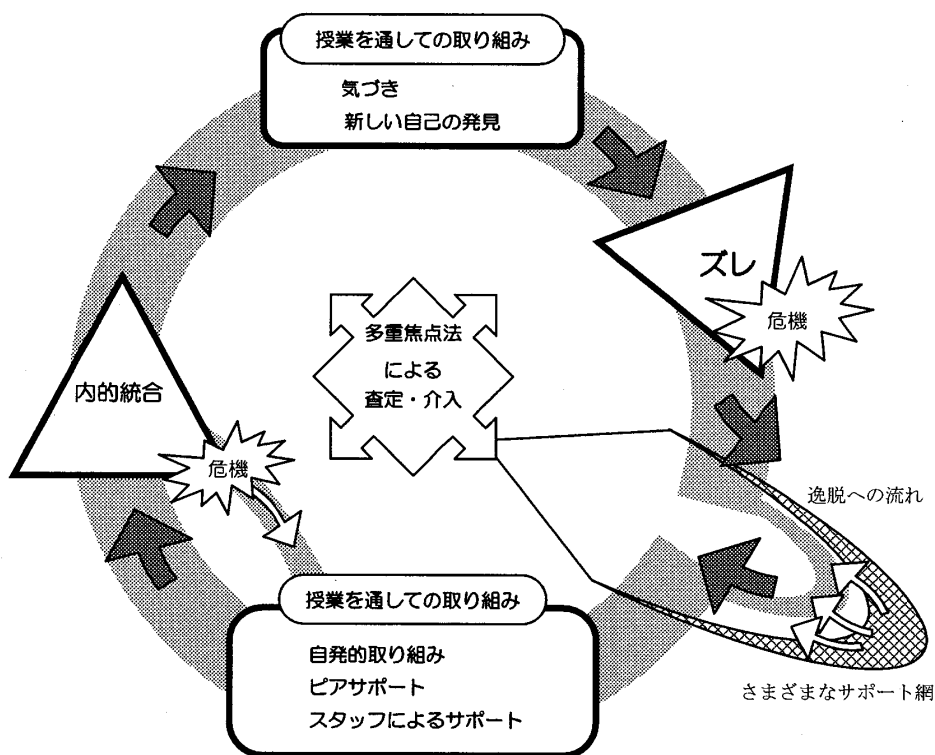 授業を通しての取り組み
気づき
新しい自己の発見
ズレ
危機
多重焦点法
による
査定・介入
内的統合
危機
逸脱への流れ
授業を通しての取り組み
自発的取り組み
ピアサポート
スタッフによるサポート
さまざまなサポート網